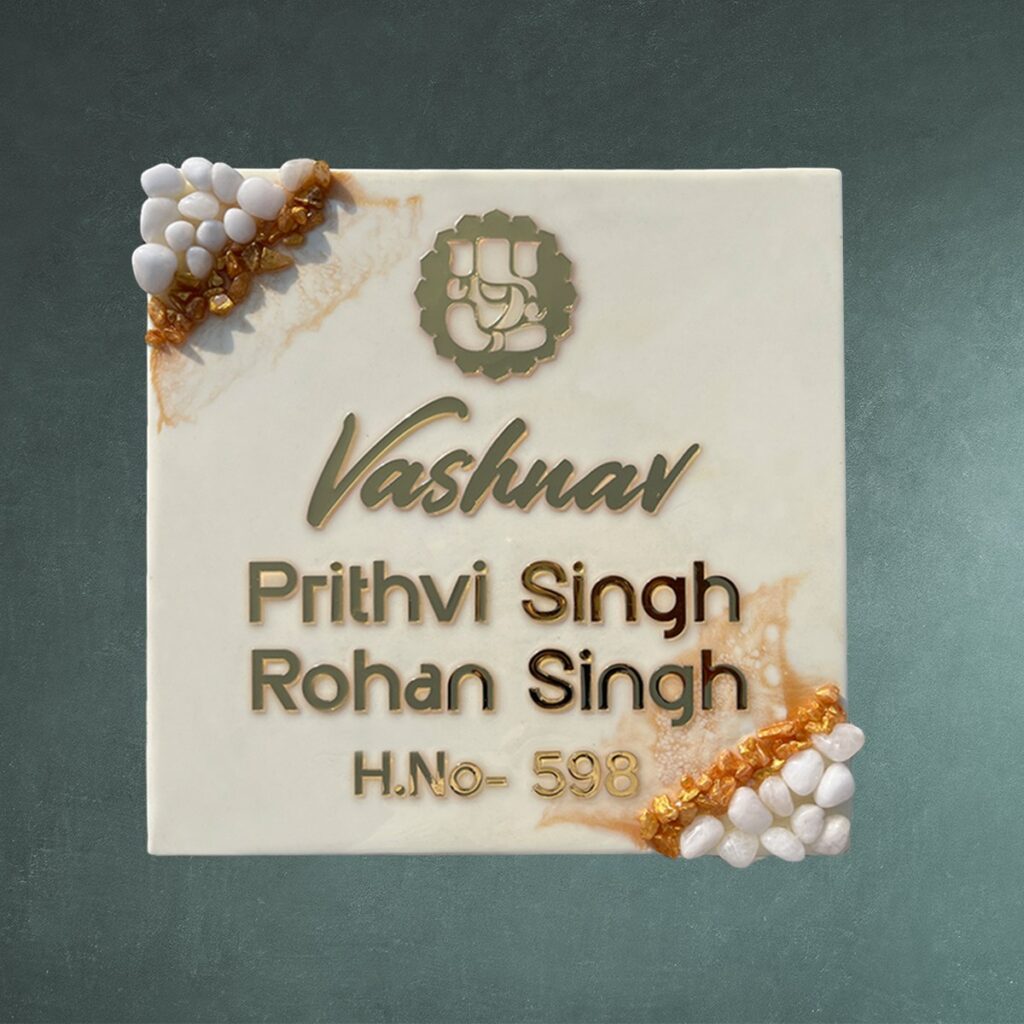 Vashnav
Prithvi Singh
Rohan Singh
H.No- 598